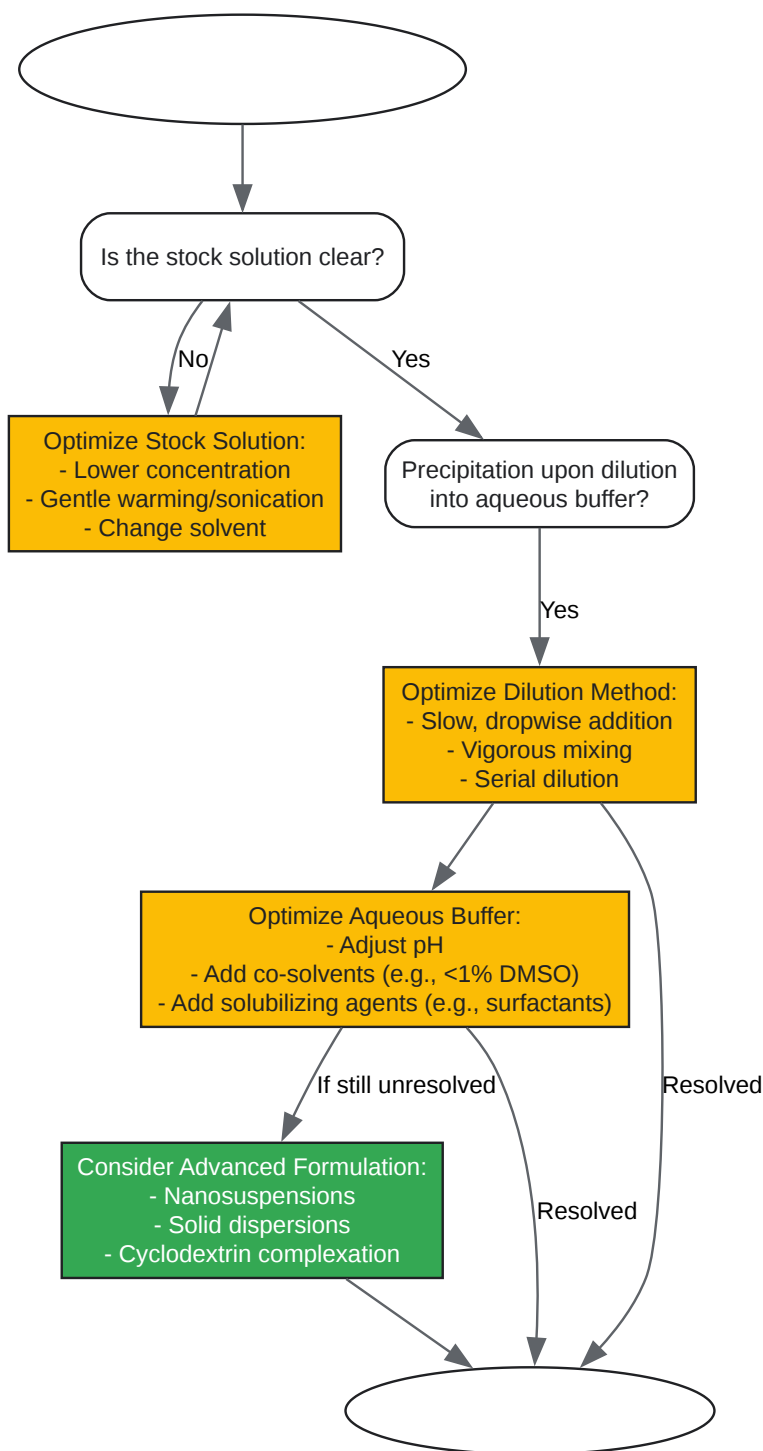 Is the stock solution clear?
No
Yes
Optimize Stock Solution:
- Lower concentration
- Gentle warming/sonication
- Change solvent
Precipitation upon dilution
into aqueous buffer?
Yes
Optimize Dilution Method:
- Slow, dropwise addition
- Vigorous mixing
- Serial dilution
Optimize Aqueous Buffer:
- Adjust pH
- Add co-solvents (e.g., <1% DMSO)
- Add solubilizing agents (e.g., surfactants)
If still unresolved
Resolved
Consider Advanced Formulation:
- Nanosuspensions
- Solid dispersions
- Cyclodextrin complexation
Resolved